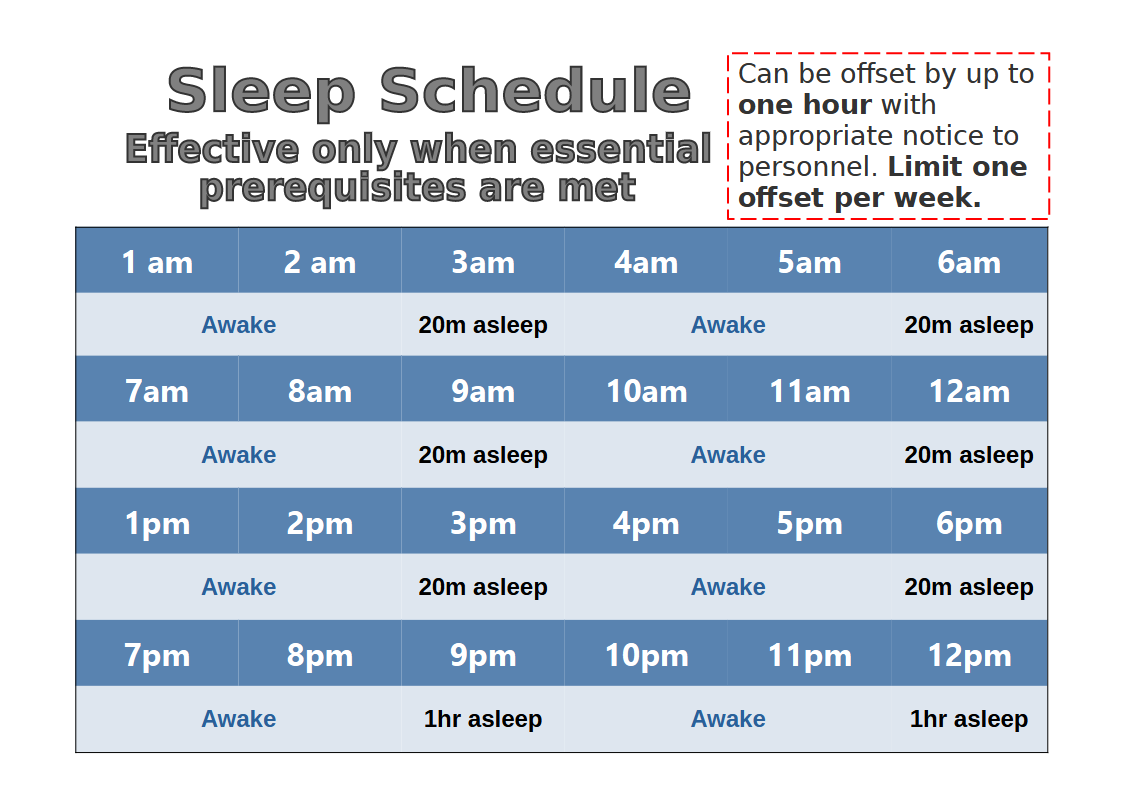 Sleep Schedule
Effective only when essential
prerequisites are met
Can be offset by up to
one hour with
appropriate notice to
personnel. Limit one
offset per week.
1 am 2 am 3am 4am 5am 6am
Awake 20m asleep Awake 20m asleep
7am 8am 9am 10am 11am 12am
Awake 20m asleep Awake 20m asleep
1pm 2pm 3pm 4pm 5pm 6pm
Awake 20m asleep Awake 20m asleep
7pm 8pm 9pm 10pm 11pm 12pm
Awake 1hr asleep Awake 1hr asleep